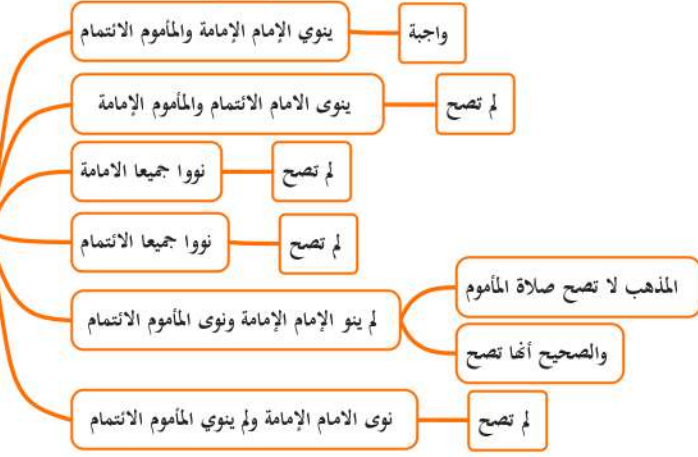 ينوي الإمام الإمامة والمأموم الائتمام
واجبة
ينوى الامام الائتمام والمأموم الإمامة
لم تصح
نووا جميعا الامامة
لم تصح
نووا جميعا الائتمام
لم تصح
لم ينو الإمام الإمامة ونوى المأموم الائتمام
المذهب لا تصح صلاة المأموم
والصحيح أنها تصح
نوى الامام الإمامة ولم ينوي المأموم الائتمام
لم تصح